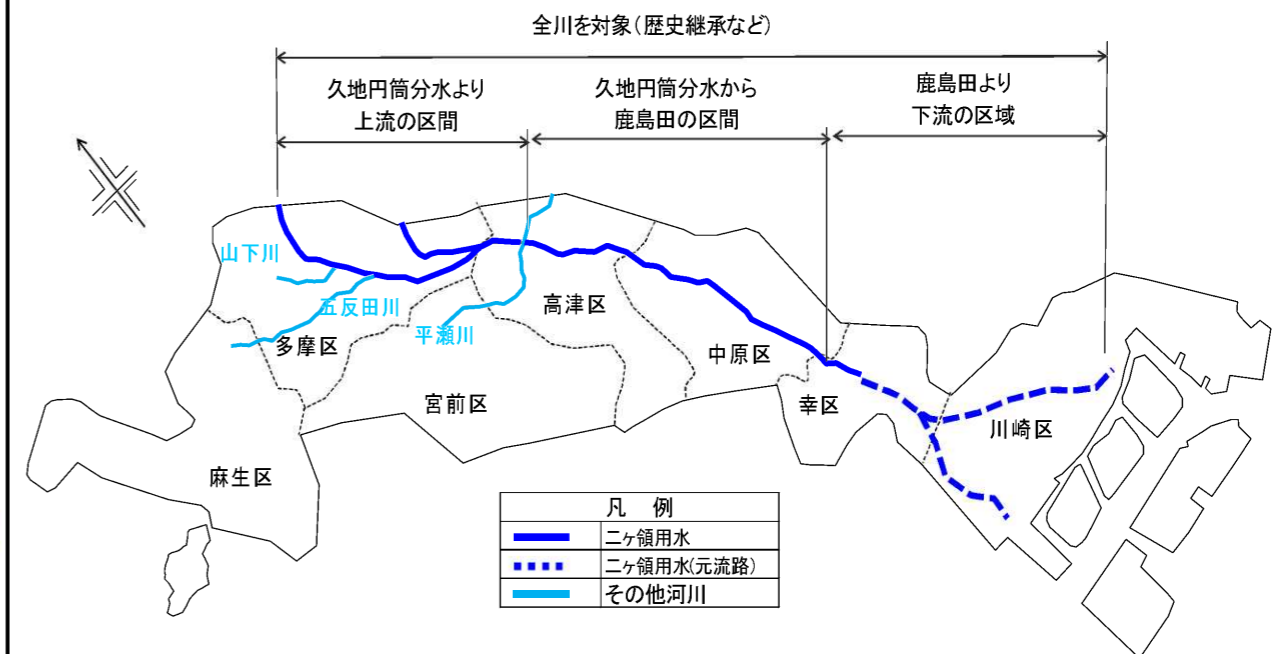 全川を対象(歴史継承など)
久地円筒分水より
上流の区間
久地円筒分水から
鹿島田の区間
鹿島田より
下流の区域
山下川
五反田川
多摩区
平瀬川
高津区
中原区
宮前区
幸区
川崎区
麻生区
凡 例
二ヶ領用水
二ヶ領用水(元流路)
その他河川